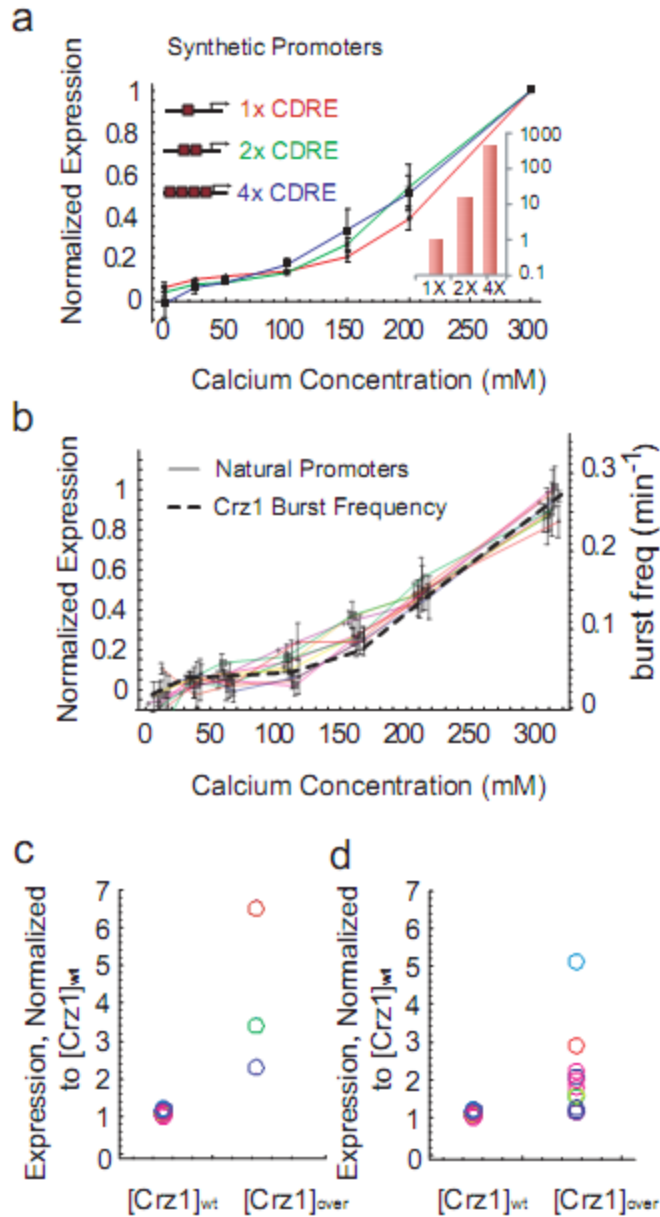 a
Synthetic Promoters
Normalized Expression
1
0.8
0.6
0.4
0.2
0
1x CDRE
2x CDRE
4x CDRE
1000
100
10
1
0.1
1X 2X 4X
0 50 100 150 200 250 300
Calcium Concentration (mM)
b
Normalized Expression
1
0.8
0.6
0.4
0.2
0
Natural Promoters
Crz1 Burst Frequency
0.3
0.2
0.1
0
burst freq (min-1)
0 50 100 150 200 250 300
Calcium Concentration (mM)
c
Expression, Normalized
to [Crz1]wt
7
6
5
4
3
2
1
0
[Crz1]wt [Crz1]over
d
Expression, Normalized
to [Crz1]wt
7
6
5
4
3
2
1
0
[Crz1]wt [Crz1]over